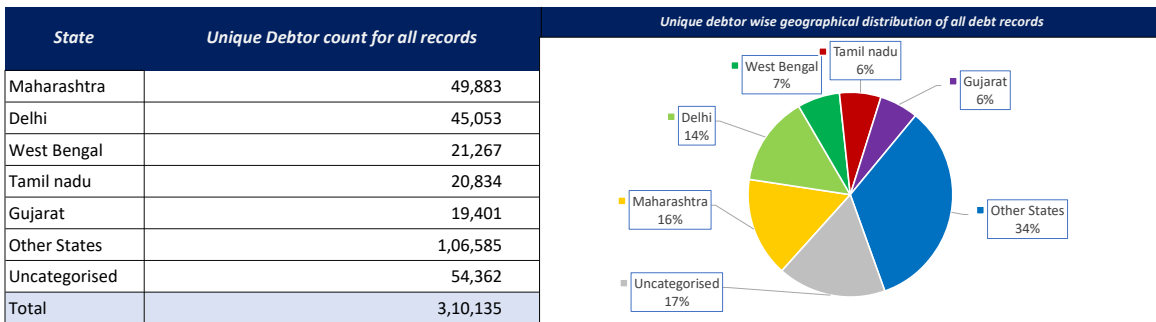 State Unique Debtor count for all records
Maharashtra 49,883
Delhi 45,053
West Bengal 21,267
Tamil nadu 20,834
Gujarat 19,401
Other States 1,06,585
Uncategorised 54,362
Total 3,10,135
Unique debtor wise geographical distribution of all debt records
Tamil nadu
6%
West Bengal
7%
Gujarat
6%
Delhi
14%
Maharashtra
16%
Other States
34%
Uncategorised
17%